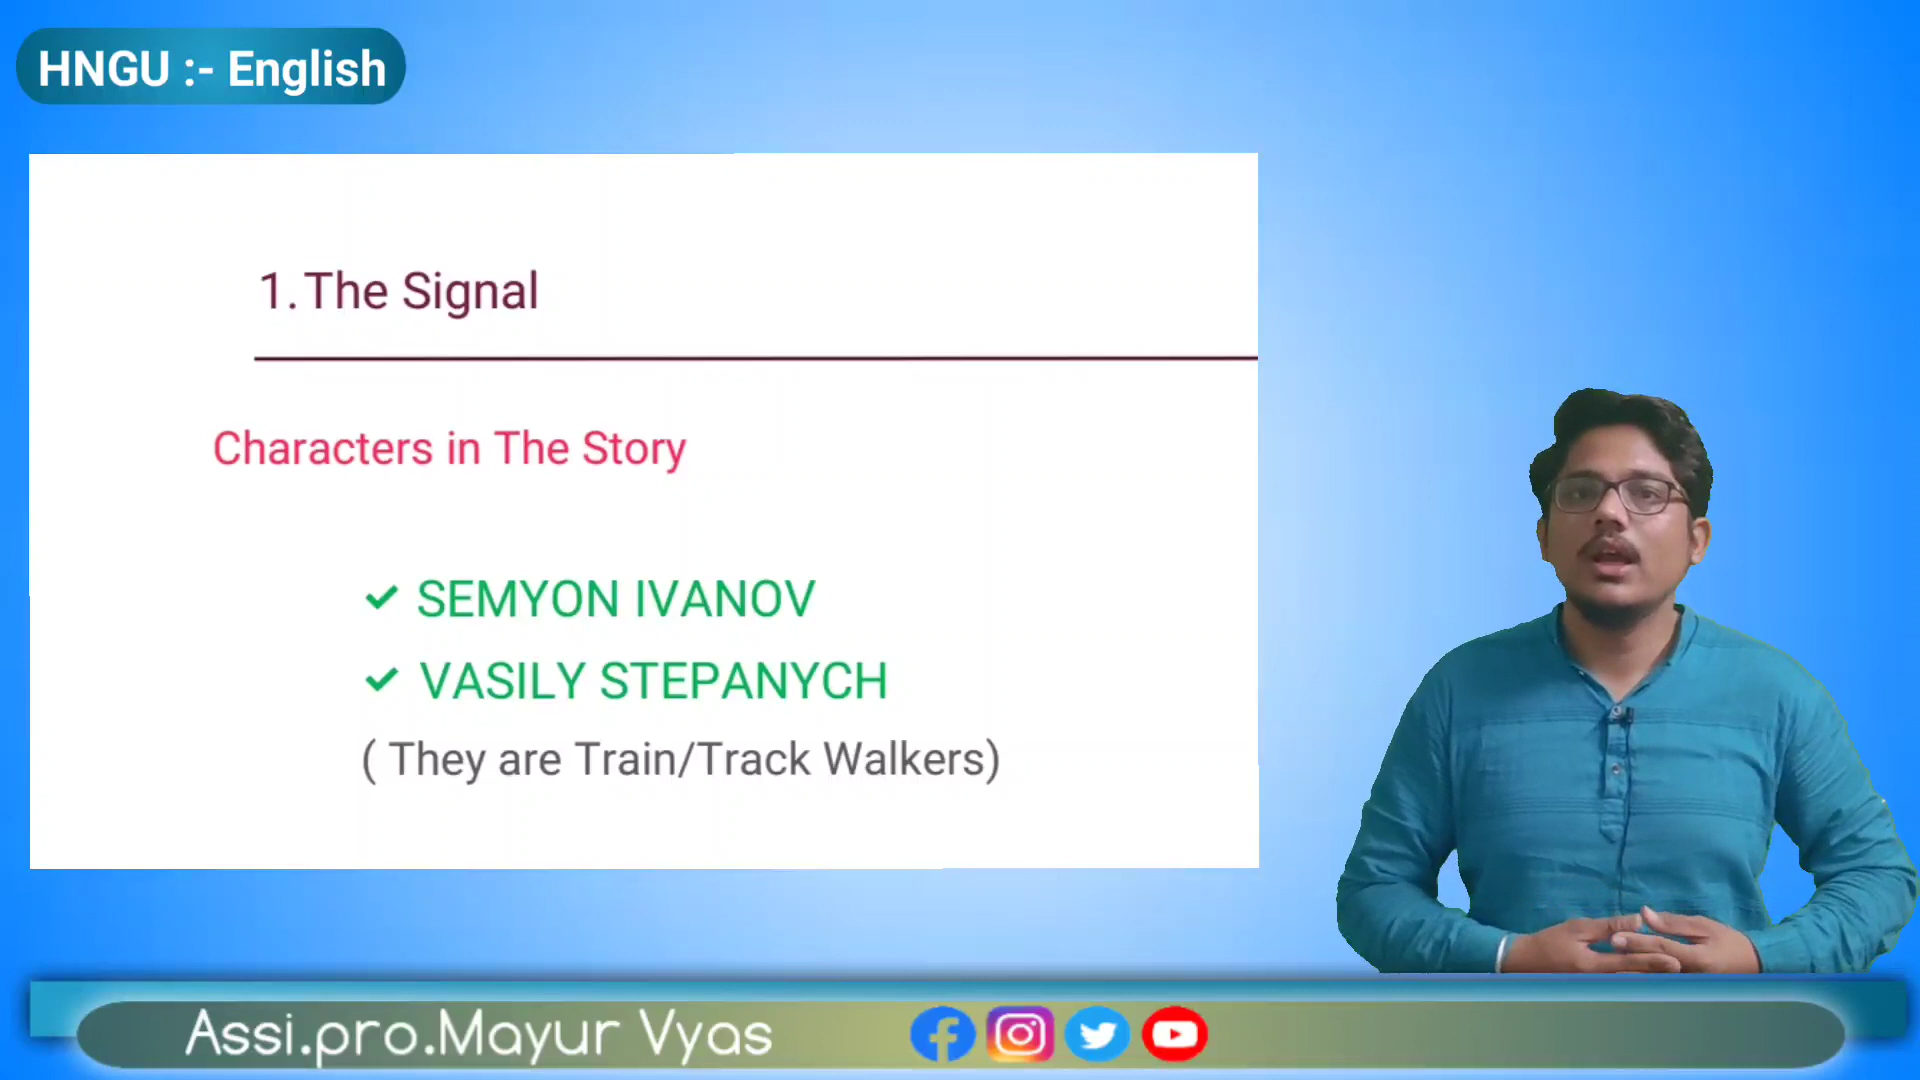 HNGU :- English
1. The Signal
Characters in The Story
✔ SEMYON IVANOV
✔ VASILY STEPANYCH
( They are Train/Track Walkers)
Assi.pro.Mayur Vyas